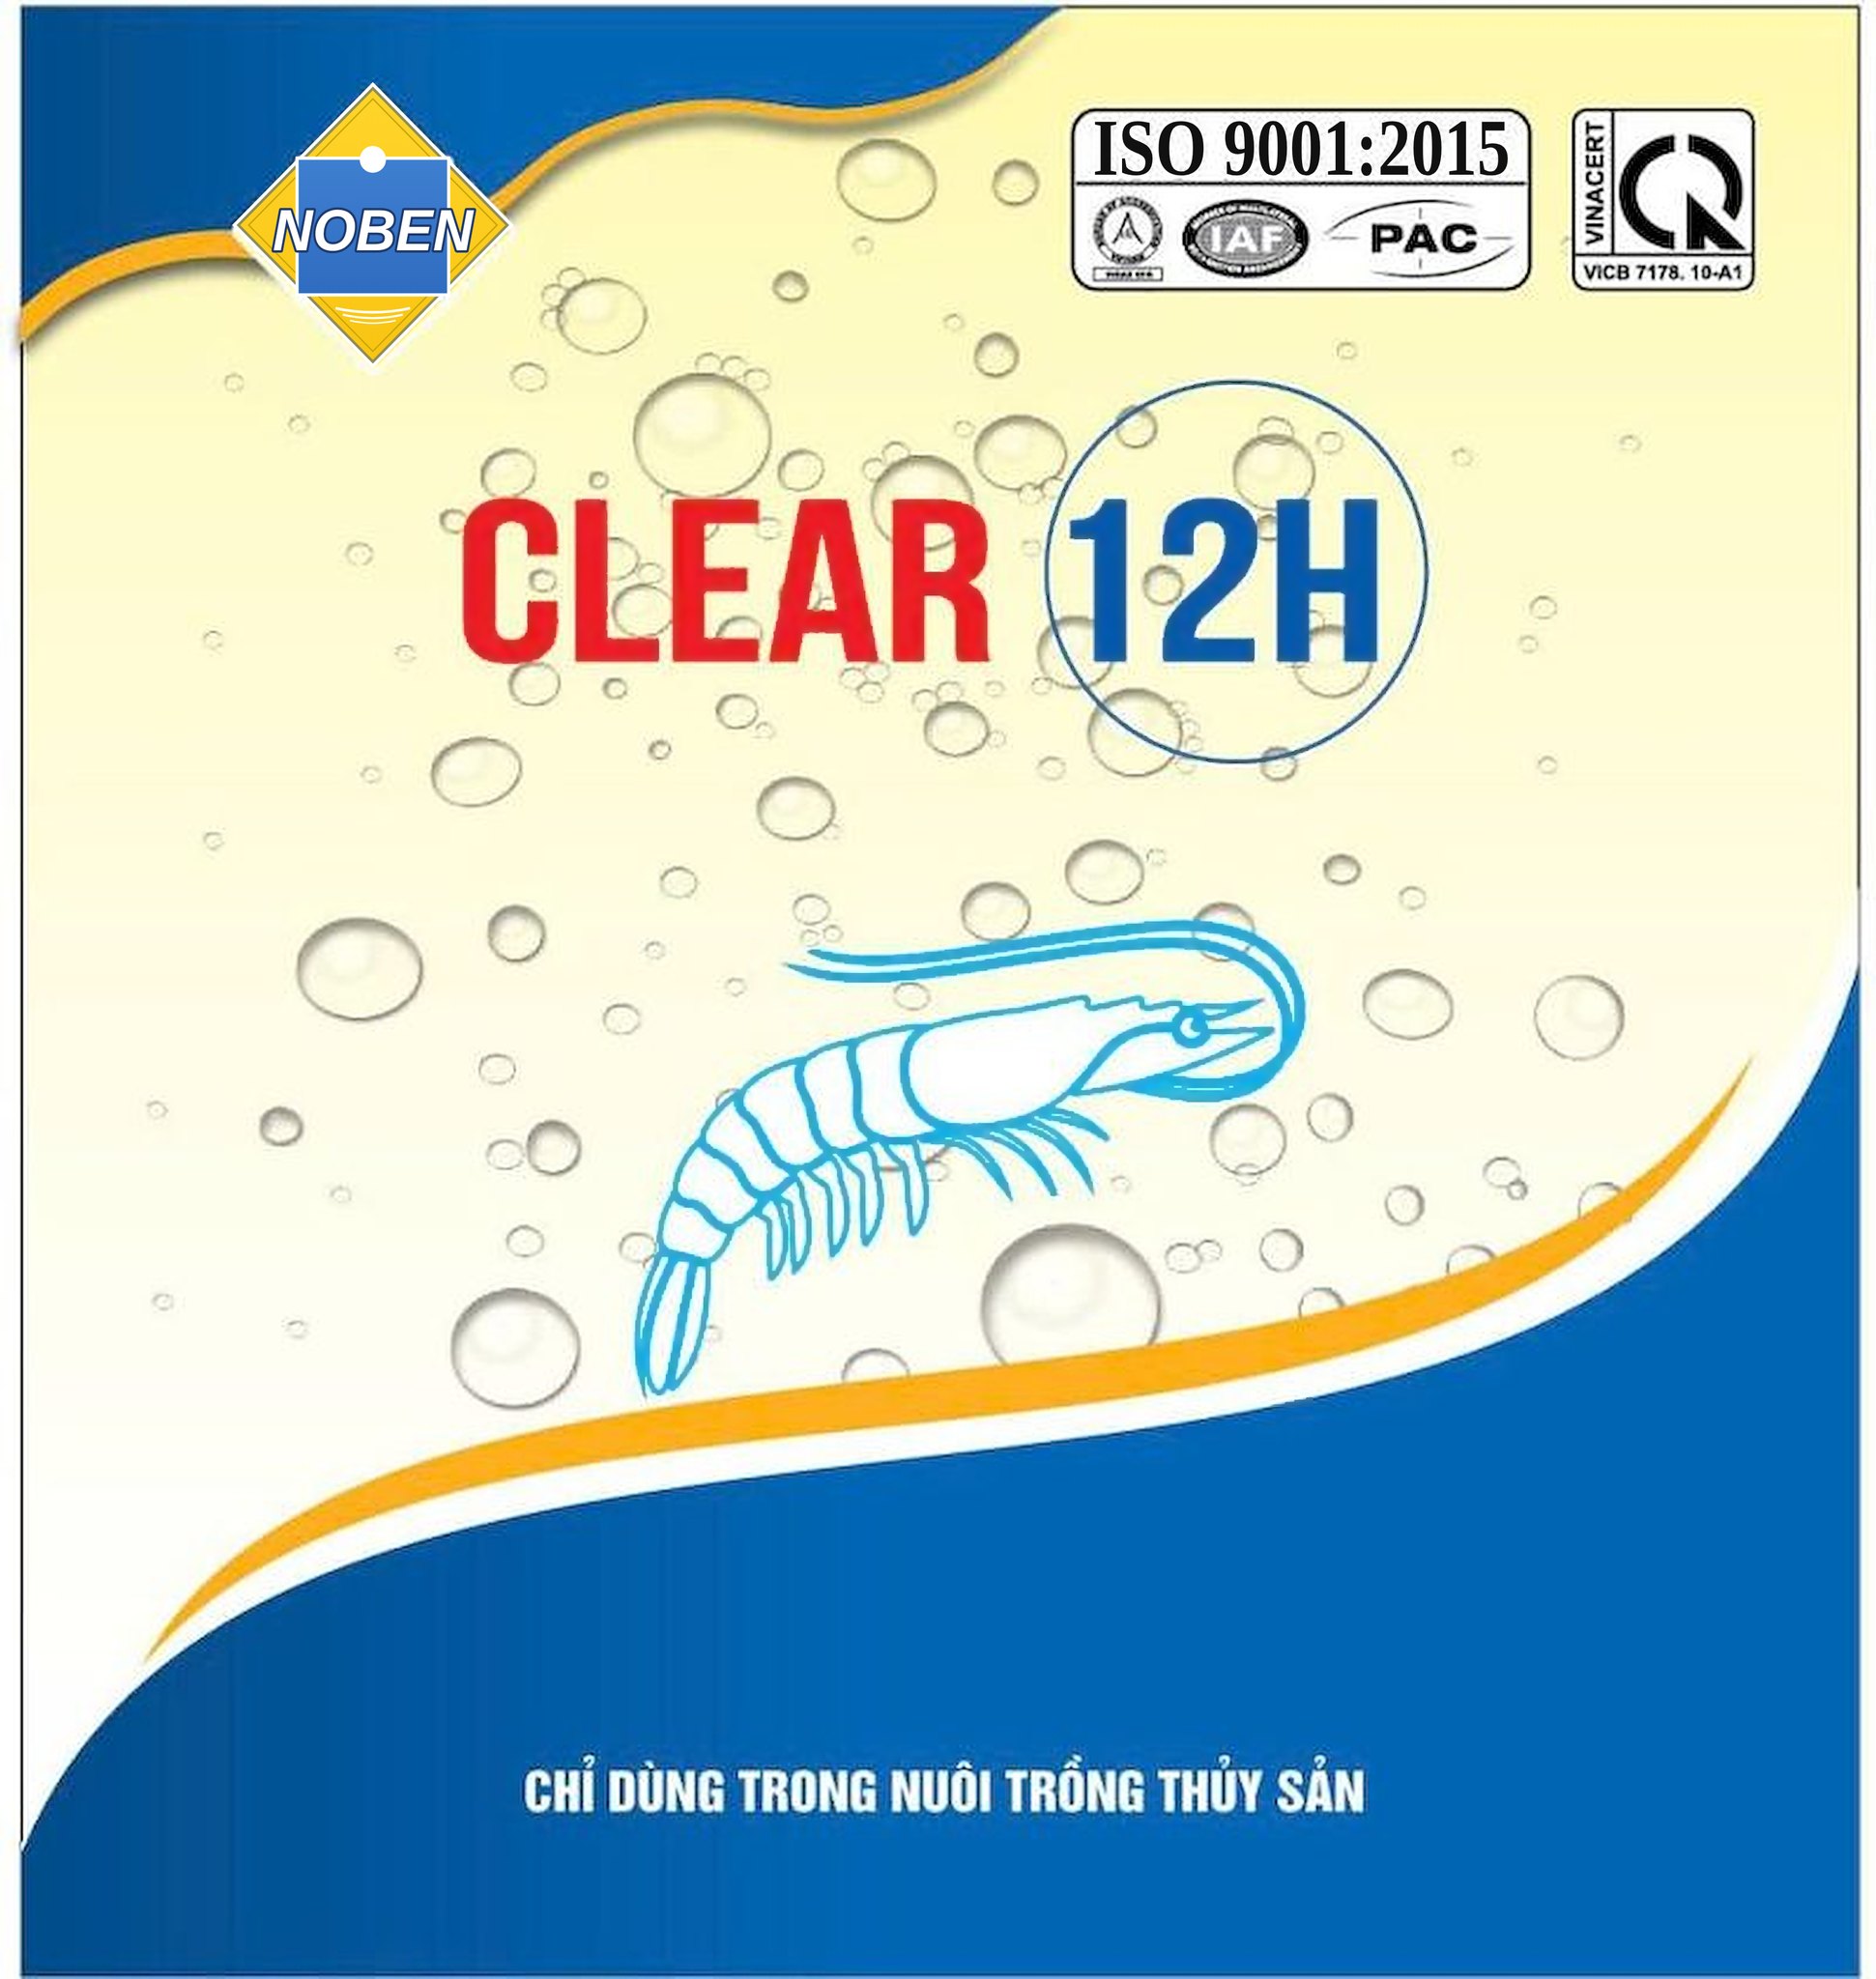 NOBEN
ISO 9001:2015
IAF
PAC
VINACERT
VICB 7178. 10-A1
CLEAR 12H
CHỈ DÙNG TRONG NUÔI TRỒNG THỦY SẢN